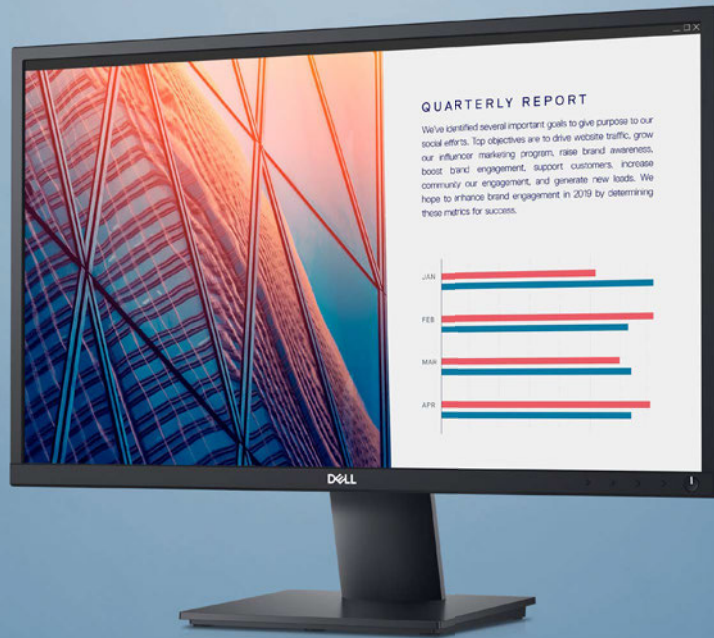 QUARTERLY REPORT
We've identified several important goals to give purpose to our
social efforts. Top objectives are to drive website traffic, grow
our influencer marketing program, raise brand awareness,
boost brand engagement, support customers, increase
community our engagement, and generate new leads. We
hope to enhance brand engagement in 2019 by determining
these metrics for success.
JAN
FEB
MAR
APR
DELL